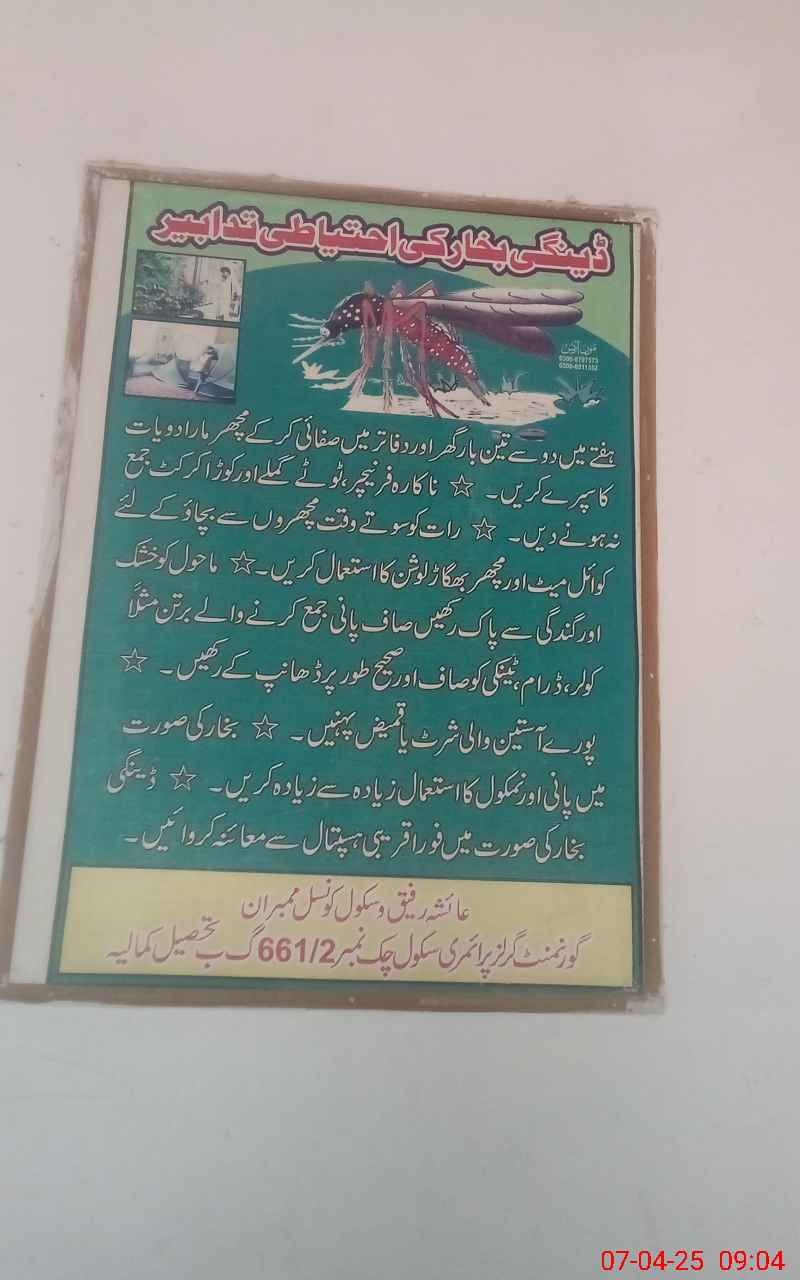 ڈینگی بخار کی احتیاطی تدابیر
ہفتے میں دو سے تین بار گھر اور دفاتر میں صفائی کر کے مچھر مار ادویات
کا سپرے کریں۔ ☆ ناکارہ فرنیچر، ٹوٹے گملے اور کوڑا کرکٹ جمع
نہ ہونے دیں۔ ☆ رات کو سوتے وقت مچھروں سے بچاؤ کے لئے
کوائل میٹ اور مچھر بھگاؤ لوشن کا استعمال کریں۔ ☆ ماحول کو خشک
اور گندگی سے پاک رکھیں صاف پانی جمع کرنے والے برتن مثلاً
کولر، ڈرام، ٹینکی کو صاف اور صحیح طور پر ڈھانپ کے رکھیں۔ ☆
پورے آستین والی شرٹ یا قمیض پہنیں۔ ☆ بخار کی صورت
میں پانی اور نمکول کا استعمال زیادہ سے زیادہ کریں۔ ☆ ڈینگی
بخار کی صورت میں فورا قریبی ہسپتال سے معائنہ کروائیں۔
عائشہ رفیق و سکول کونسل ممبران
گورنمنٹ گرلز پرائمری سکول چک نمبر 661/2 گ ب تحصیل کمالیہ
07-04-25 09:04